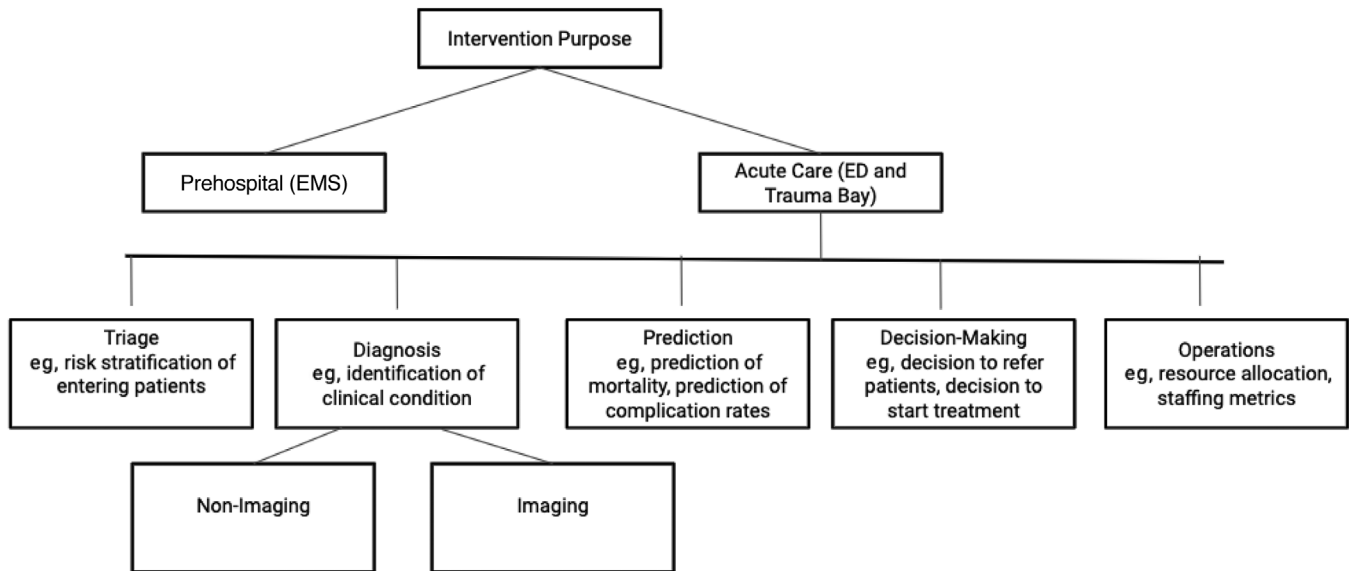 Intervention Purpose
Prehospital (EMS)
Acute Care (ED and
Trauma Bay)
Triage
eg, risk stratification of
entering patients
Diagnosis
eg, identification of
clinical condition
Prediction
eg, prediction of
mortality, prediction of
complication rates
Decision-Making
eg, decision to refer
patients, decision to
start treatment
Operations
eg, resource allocation,
staffing metrics
Non-Imaging
Imaging